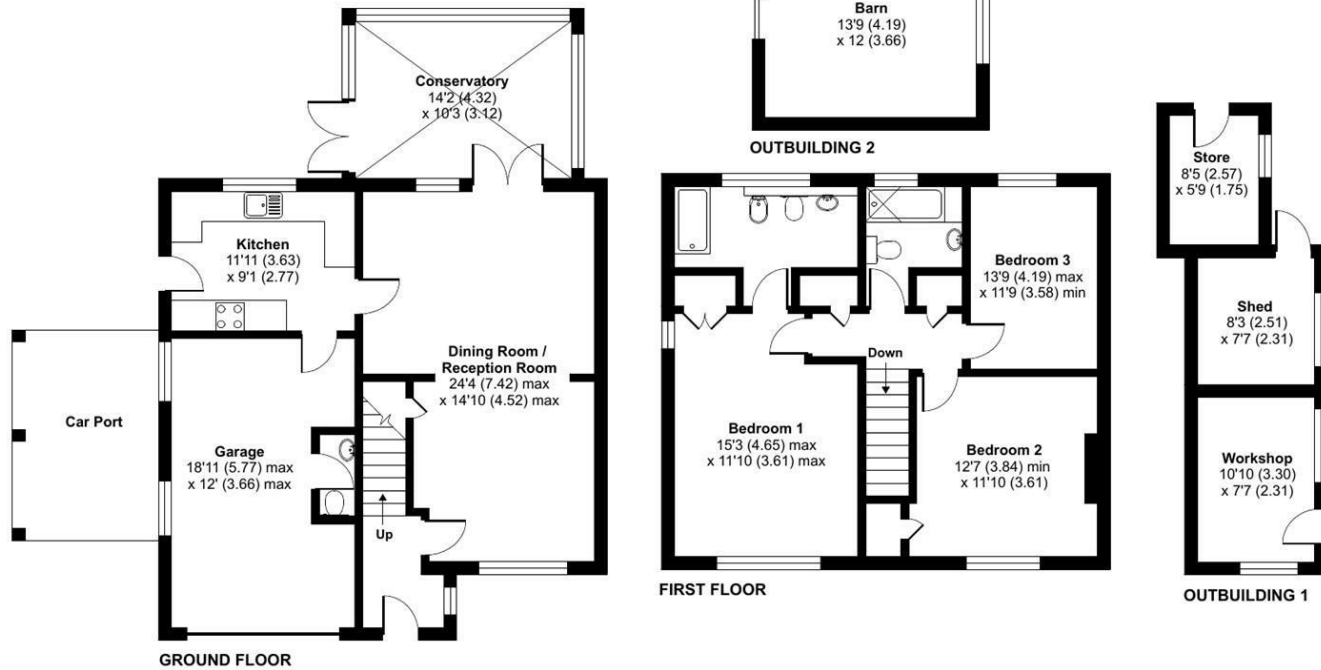 Barn
13'9 (4.19)
x 12 (3.66)
OUTBUILDING 2
Conservatory
14'2 (4.32)
x 10'3 (3.12)
Kitchen
11'11 (3.63)
x 9'1 (2.77)
Dining Room /
Reception Room
24'4 (7.42) max
x 14'10 (4.52) max
Car Port
Garage
18'11 (5.77) max
x 12' (3.66) max
Up
GROUND FLOOR
Bedroom 3
13'9 (4.19) max
x 11'9 (3.58) min
Down
Bedroom 1
15'3 (4.65) max
x 11'10 (3.61) max
Bedroom 2
12'7 (3.84) min
x 11'10 (3.61)
FIRST FLOOR
Store
8'5 (2.57)
x 5'9 (1.75)
Shed
8'3 (2.51)
x 7'7 (2.31)
Workshop
10'10 (3.30)
x 7'7 (2.31)
OUTBUILDING 1